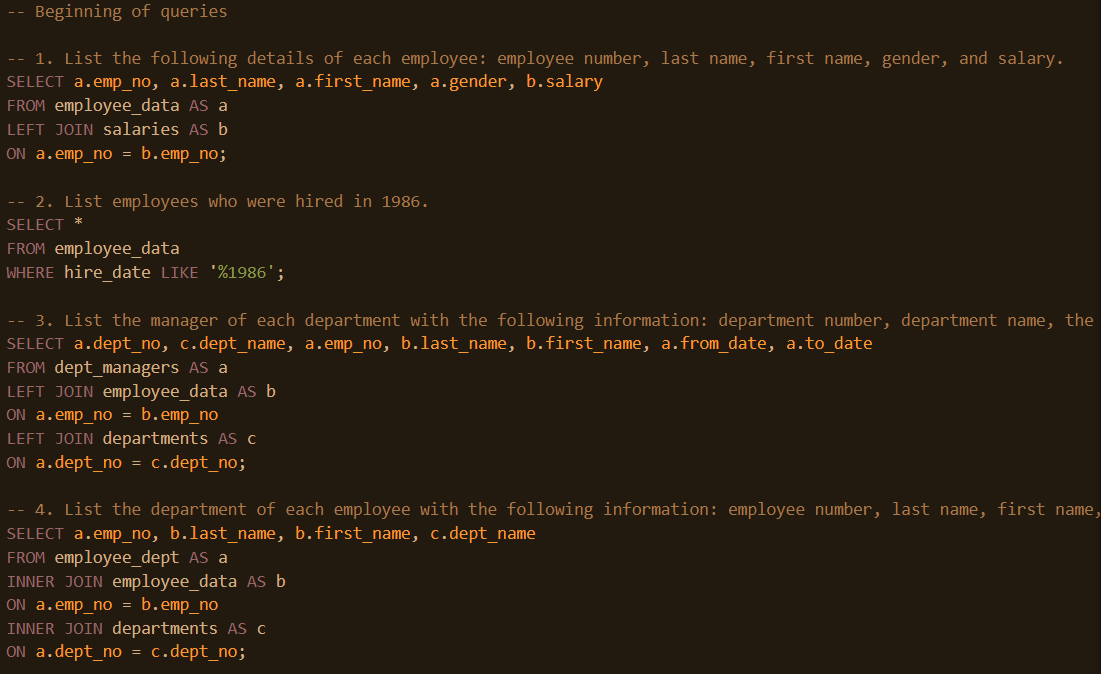 -- Beginning of queries
-- 1. List the following details of each employee: employee number, last name, first name, gender, and salary.
SELECT a.emp_no, a.last_name, a.first_name, a.gender, b.salary
FROM employee_data AS a
LEFT JOIN salaries AS b
ON a.emp_no = b.emp_no;
-- 2. List employees who were hired in 1986.
SELECT *
FROM employee_data
WHERE hire_date LIKE '%1986';
-- 3. List the manager of each department with the following information: department number, department name, the
SELECT a.dept_no, c.dept_name, a.emp_no, b.last_name, b.first_name, a.from_date, a.to_date
FROM dept_managers AS a
LEFT JOIN employee_data AS b
ON a.emp_no = b.emp_no
LEFT JOIN departments AS c
ON a.dept_no = c.dept_no;
-- 4. List the department of each employee with the following information: employee number, last name, first name,
SELECT a.emp_no, b.last_name, b.first_name, c.dept_name
FROM employee_dept AS a
INNER JOIN employee_data AS b
ON a.emp_no = b.emp_no
INNER JOIN departments AS c
ON a.dept_no = c.dept_no;